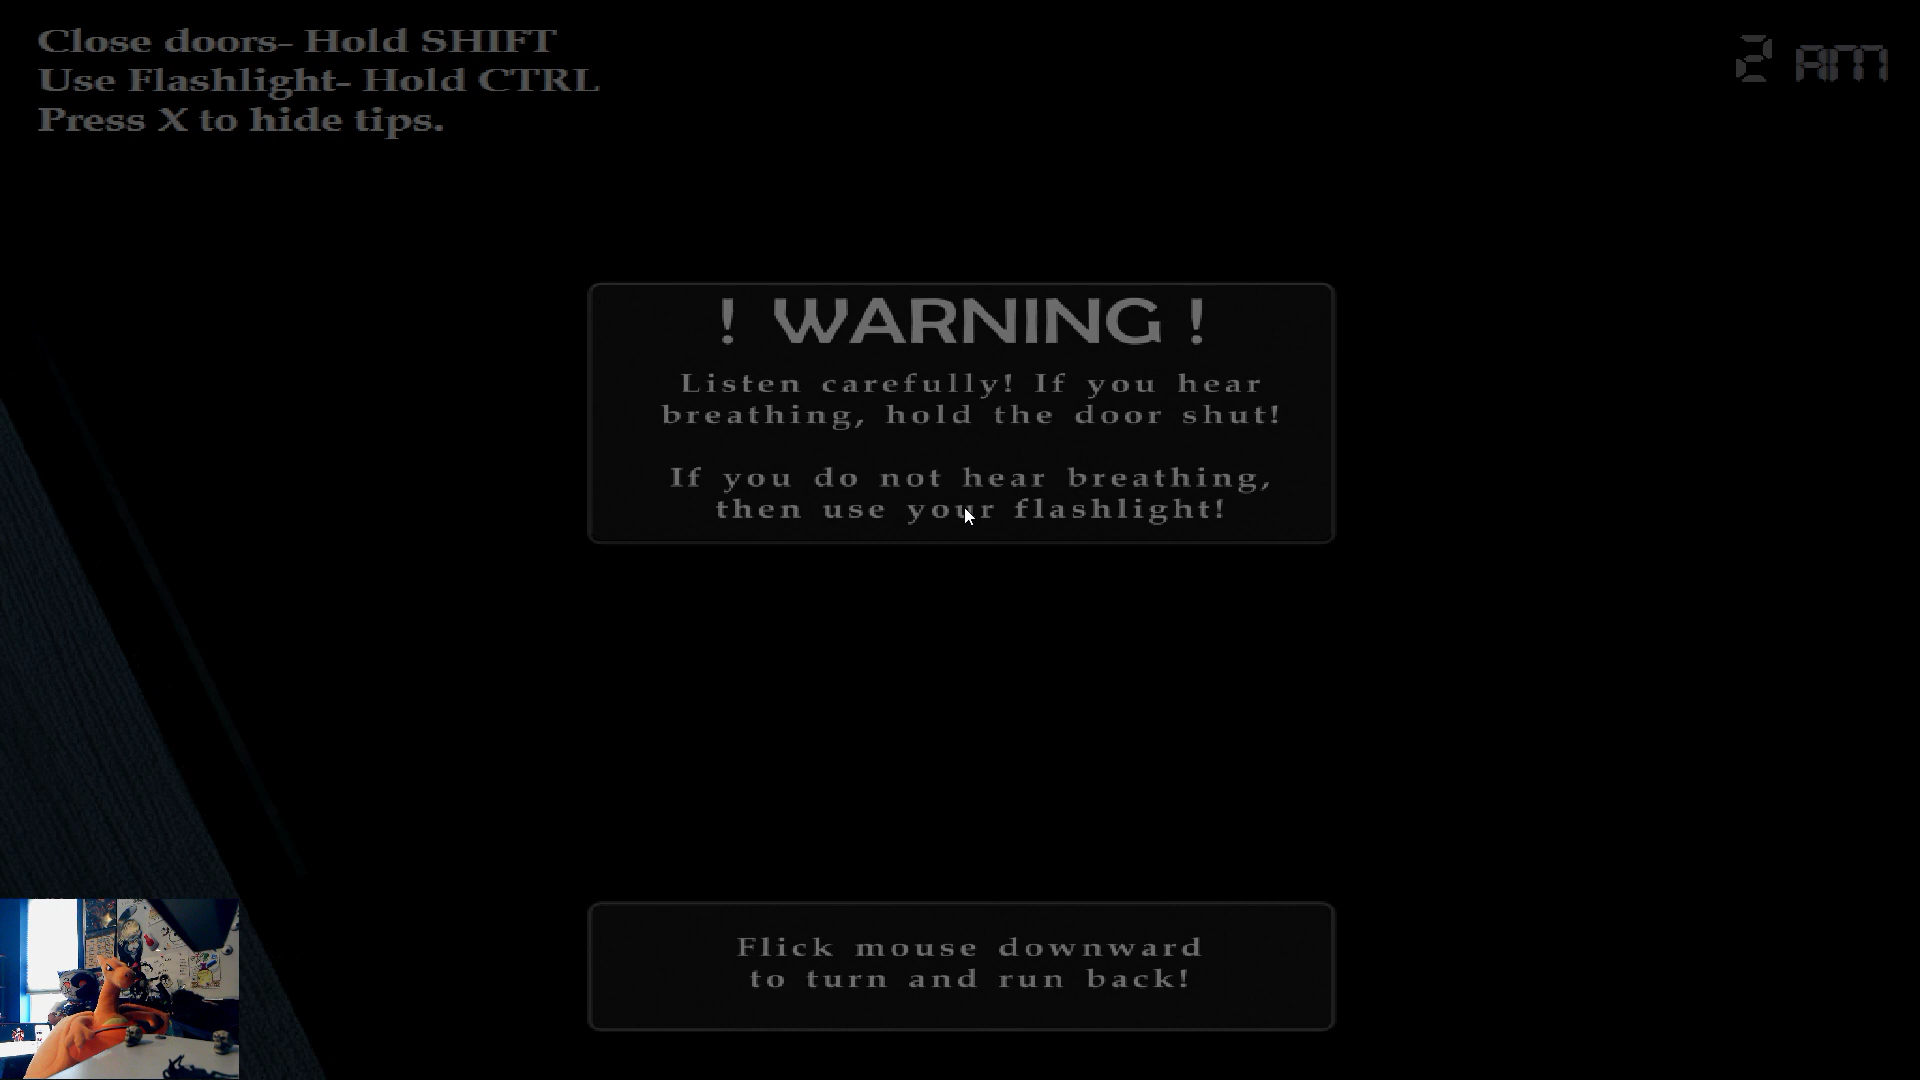 Close doors- Hold SHIFT
Use Flashlight- Hold CTRL
Press X to hide tips.
2 AM
! WARNING !
Listen carefully! If you hear
breathing, hold the door shut!
If you do not hear breathing,
then use your flashlight!
Flick mouse downward
to turn and run back!